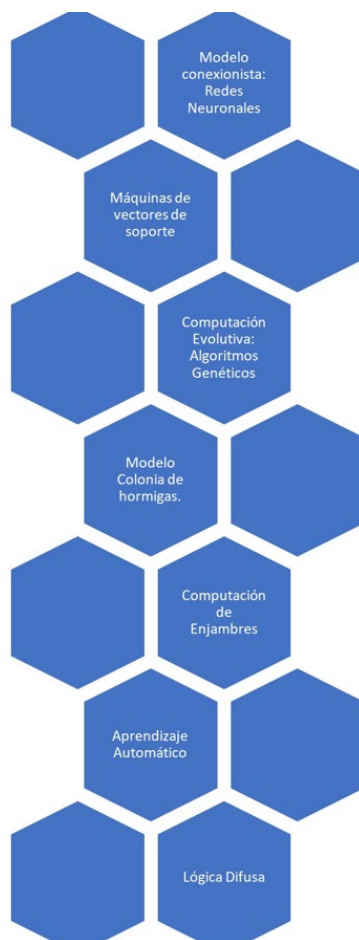 Modelo
conexionista:
Redes
Neuronales
Máquinas de
vectores de
soporte
Computación
Evolutiva:
Algoritmos
Genéticos
Modelo
Colonia de
hormigas.
Computación
de
Enjambres
Aprendizaje
Automático
Lógica Difusa